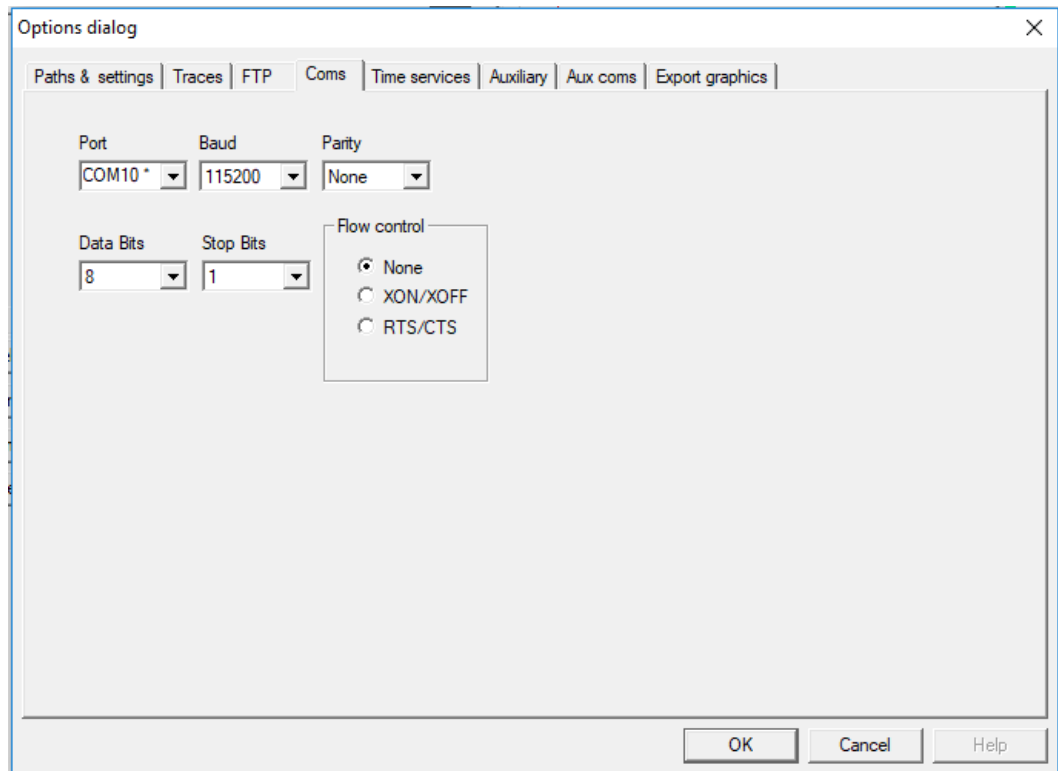 Options dialog
Paths & settings Traces FTP Coms Time services Auxiliary Aux coms Export graphics
Port Baud Parity
COM10 * 115200 None
Data Bits Stop Bits Flow control
8 1 None
XON/XOFF
RTS/CTS
OK Cancel Help